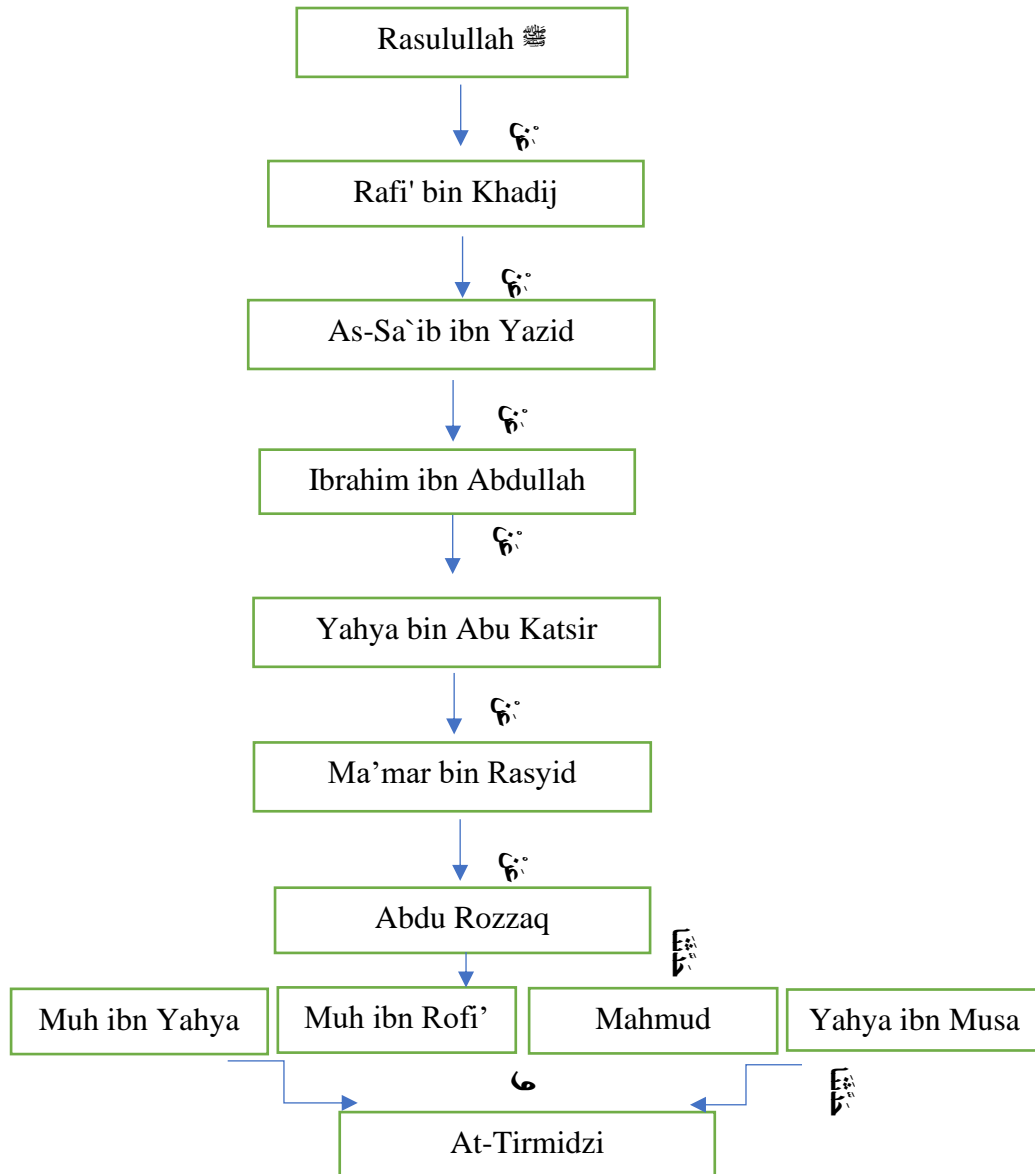 Rasulullah ﷺ
عَنْ
Rafi' bin Khadij
عَنْ
As-Sa`ib ibn Yazid
عَنْ
Ibrahim ibn Abdullah
عَنْ
Yahya bin Abu Katsir
عَنْ
Ma’mar bin Rasyid
عَنْ
Abdu Rozzaq
Muh ibn Yahya
Muh ibn Rofi’
Mahmud
Yahya ibn Musa
و
At-Tirmidzi